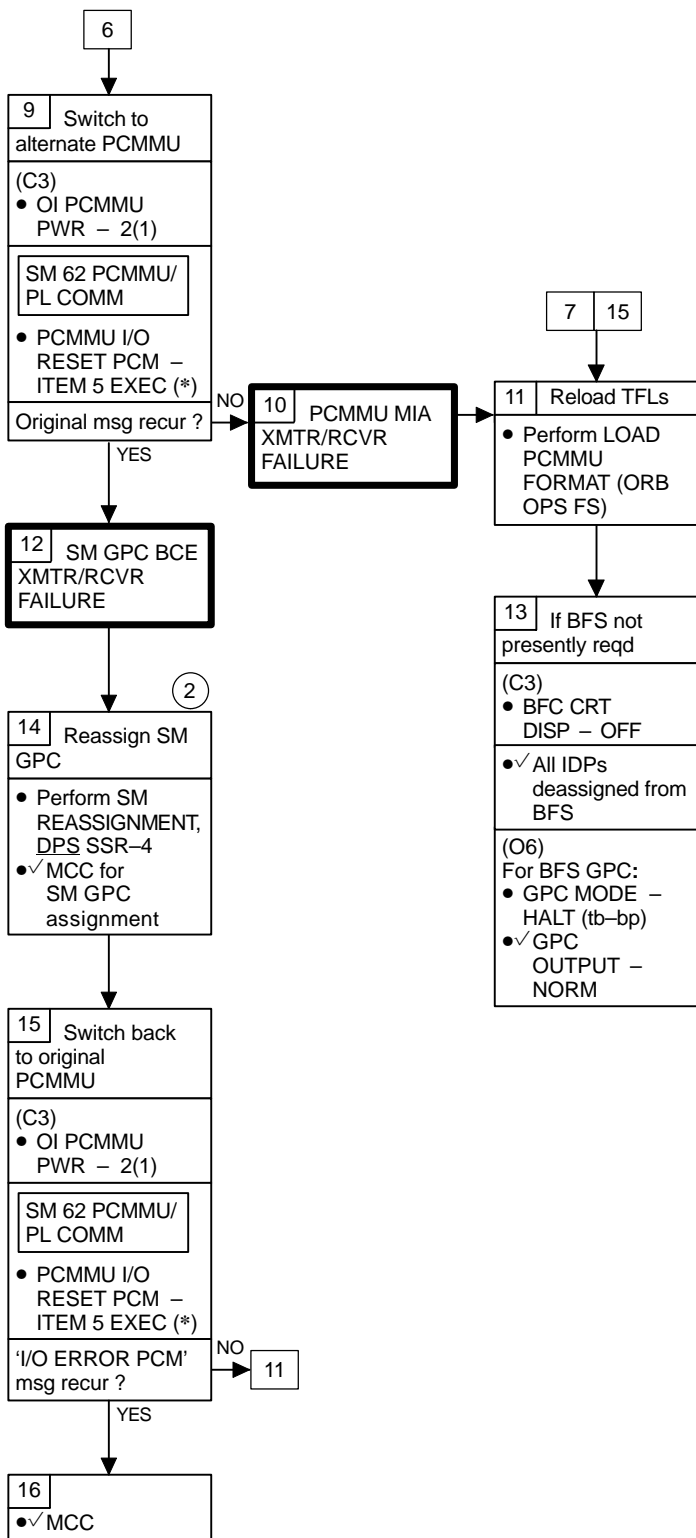 6
9 Switch to
alternate PCMMU
(C3)
• OI PCMMU
PWR – 2(1)
SM 62 PCMMU/
PL COMM
• PCMMU I/O
RESET PCM –
ITEM 5 EXEC (*)
Original msg recur ?
NO
YES
10 PCMMU MIA
XMTR/RCVR
FAILURE
7 15
11 Reload TFLs
• Perform LOAD
PCMMU
FORMAT (ORB
OPS FS)
12 SM GPC BCE
XMTR/RCVR
FAILURE
13 If BFS not
presently reqd
(C3)
• BFC CRT
DISP – OFF
•√ All IDPs
deassigned from
BFS
(O6)
For BFS GPC:
• GPC MODE –
HALT (tb–bp)
•√ GPC
OUTPUT –
NORM
2
14 Reassign SM
GPC
• Perform SM
REASSIGNMENT,
DPS SSR–4
•√ MCC for
SM GPC
assignment
15 Switch back
to original
PCMMU
(C3)
• OI PCMMU
PWR – 2(1)
SM 62 PCMMU/
PL COMM
• PCMMU I/O
RESET PCM –
ITEM 5 EXEC (*)
'I/O ERROR PCM'
msg recur ?
NO
11
YES
16
•√ MCC